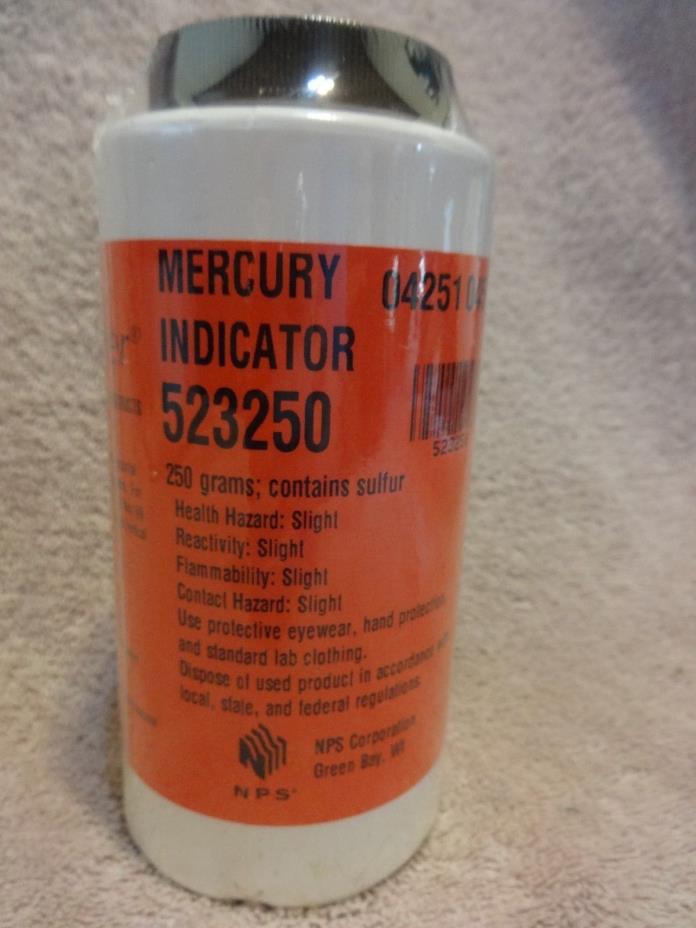 MERCURY
INDICATOR
523250
250 grams; contains sulfur
Health Hazard: Slight
Reactivity: Slight
Flammability: Slight
Contact Hazard: Slight
Use protective eyewear, hand protection,
and standard lab clothing.
Dispose of used product in accordance with
local, state, and federal regulations.
NPS
NPS Corporation
Green Bay, WI